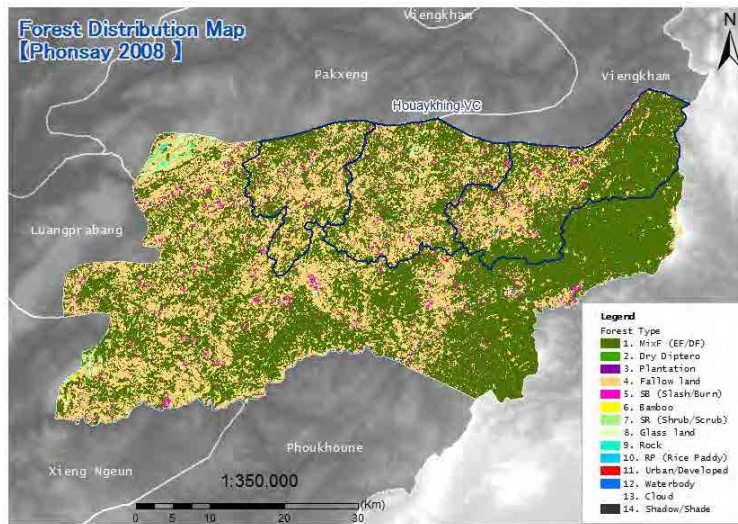 Forest Distribution Map
【Phonsay 2008 】
Viengkham
N
Pakxeng
Viengkham
Houaykhing.VC
Luangprabang
Legend
Forest Type
1. MixF (EF/DF)
2. Dry Diptero
3. Plantation
4. Fallow land
5. SB (Slash/Burn)
6. Bamboo
7. SR (Shrub/Scrub)
8. Glass land
9. Rock
10. RP (Rice Paddy)
11. Urban/Developed
12. Waterbody
13. Cloud
14. Shadow/Shade
Phoukhoune
Xieng Ngeun
1:350,000
(Km)
0 5 10 20 30